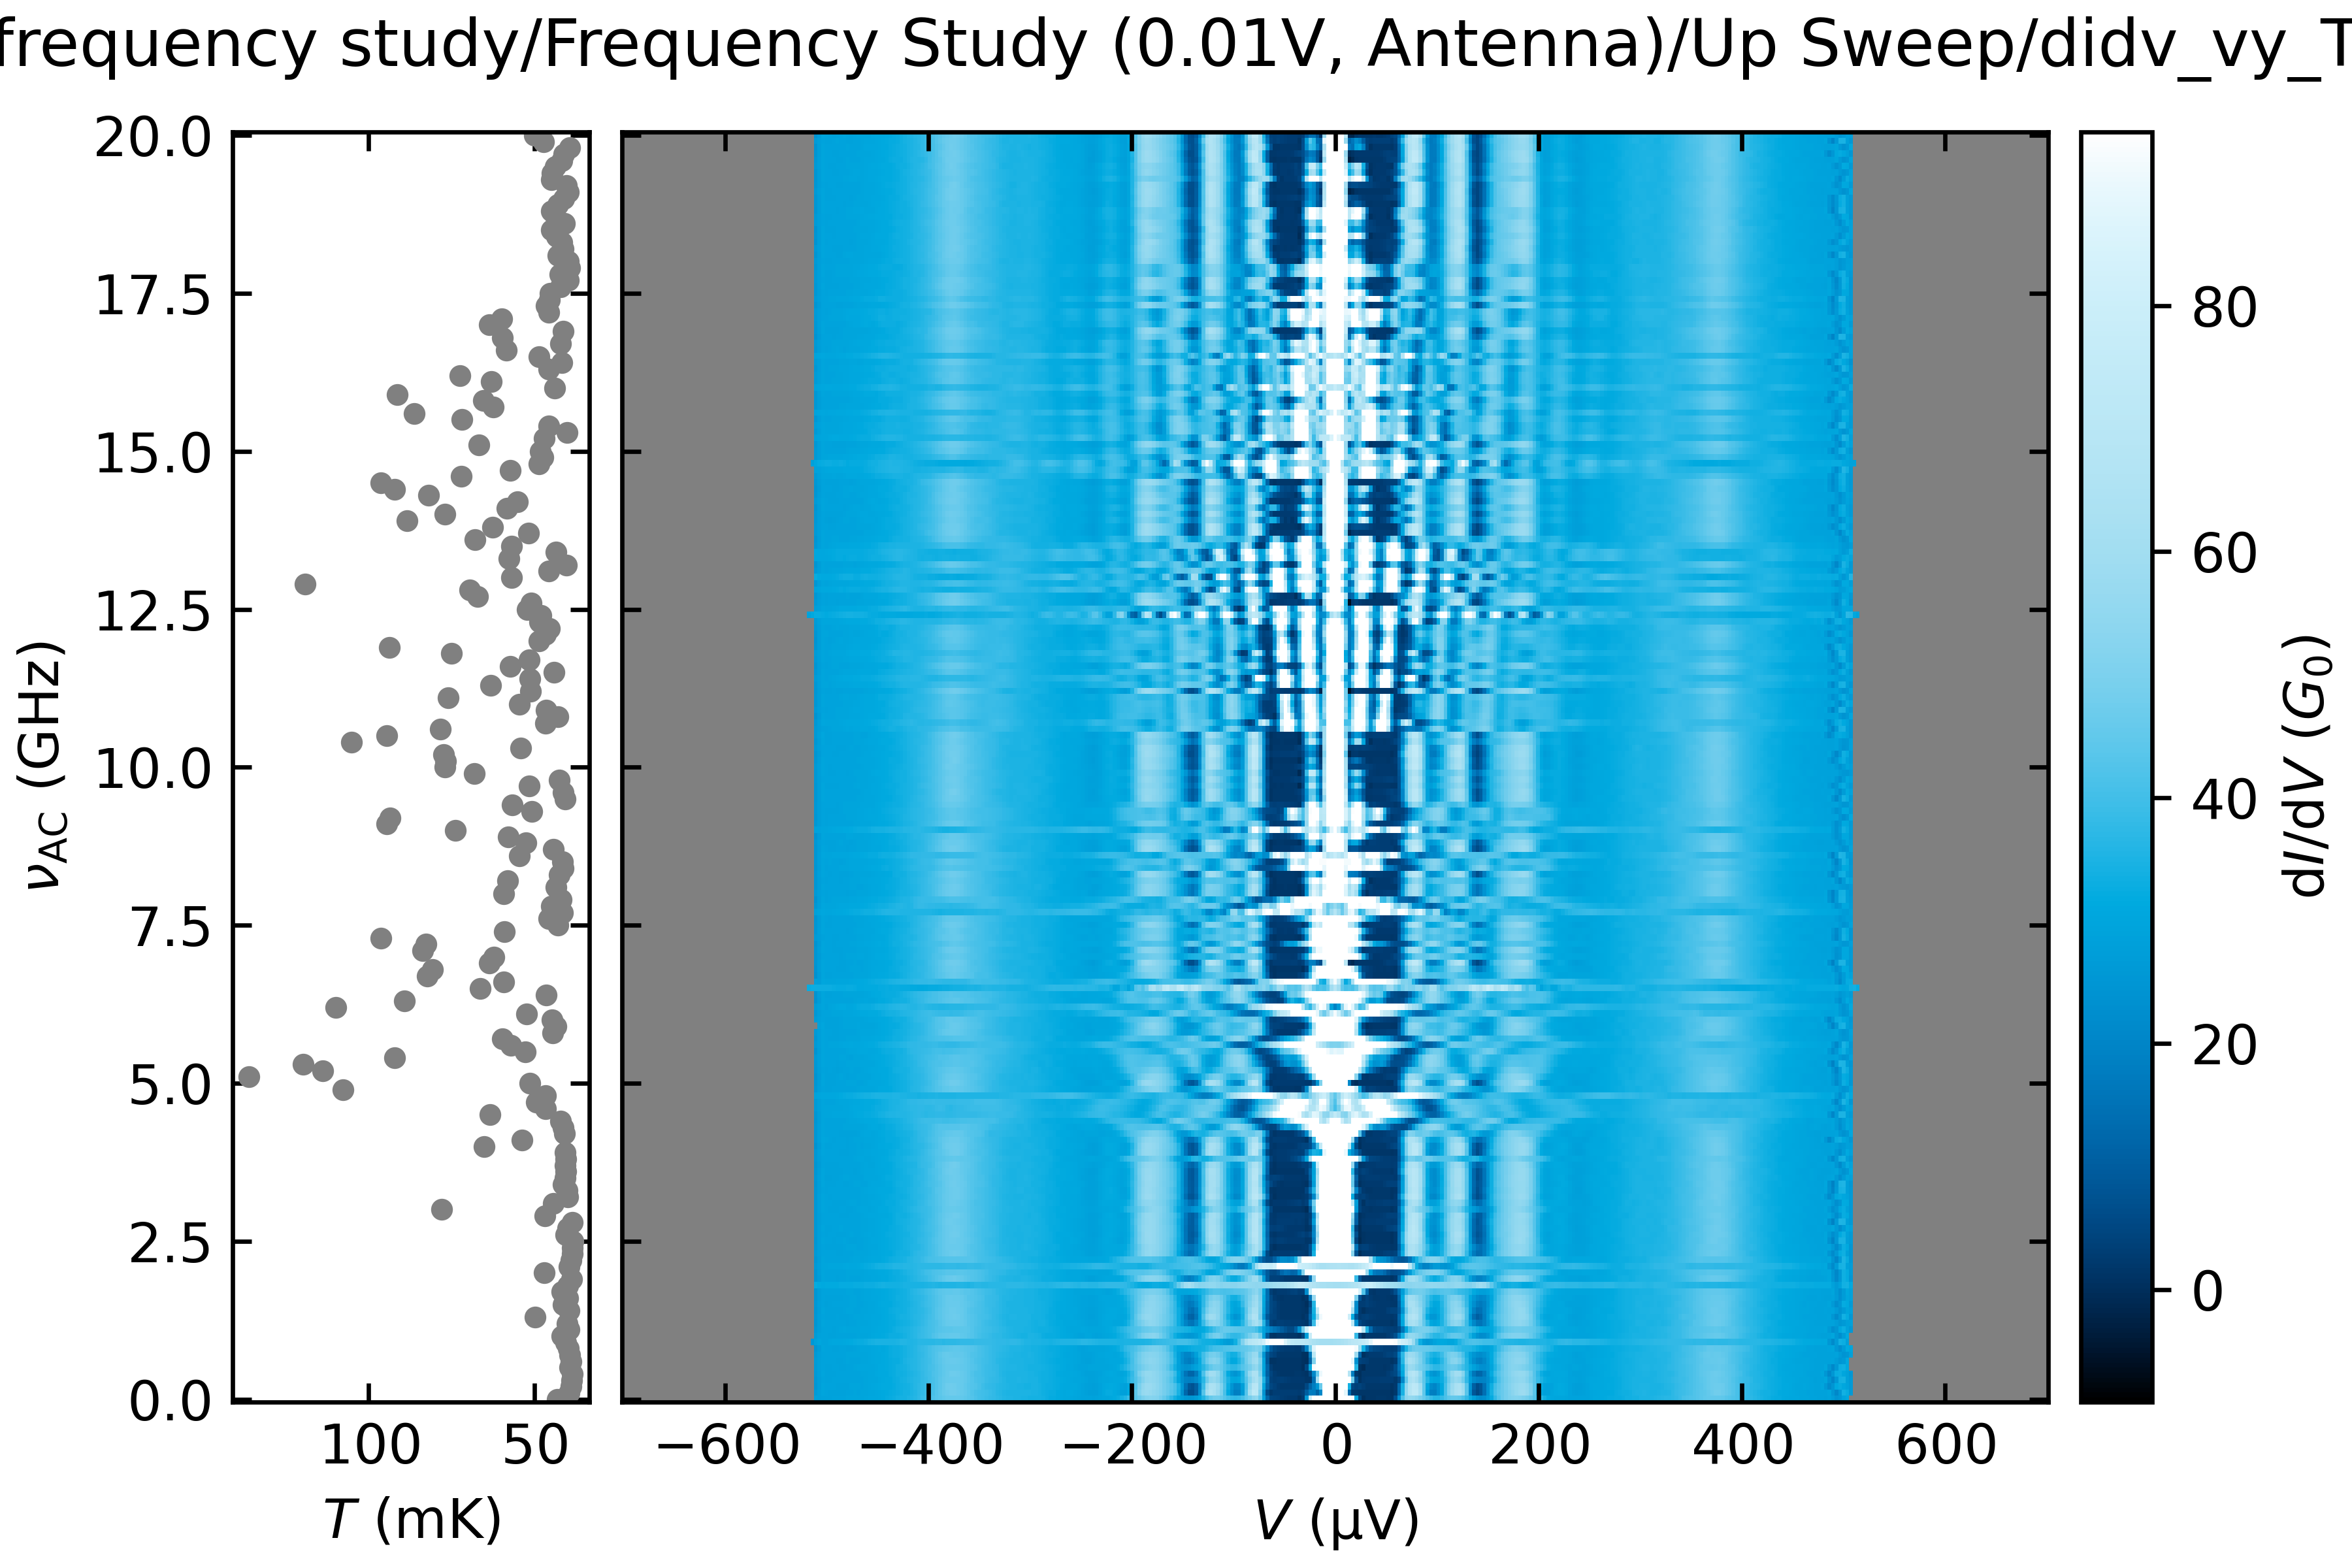 frequency study/Frequency Study (0.01V, Antenna)/Up Sweep/didv_vy_T
20.0
17.5
15.0
12.5
10.0
7.5
5.0
2.5
0.0
νAC (GHz)
100 50
T (mK)
−600 −400 −200 0 200 400 600
V (μV)
80
60
40
20
0
dI/dV (G0)